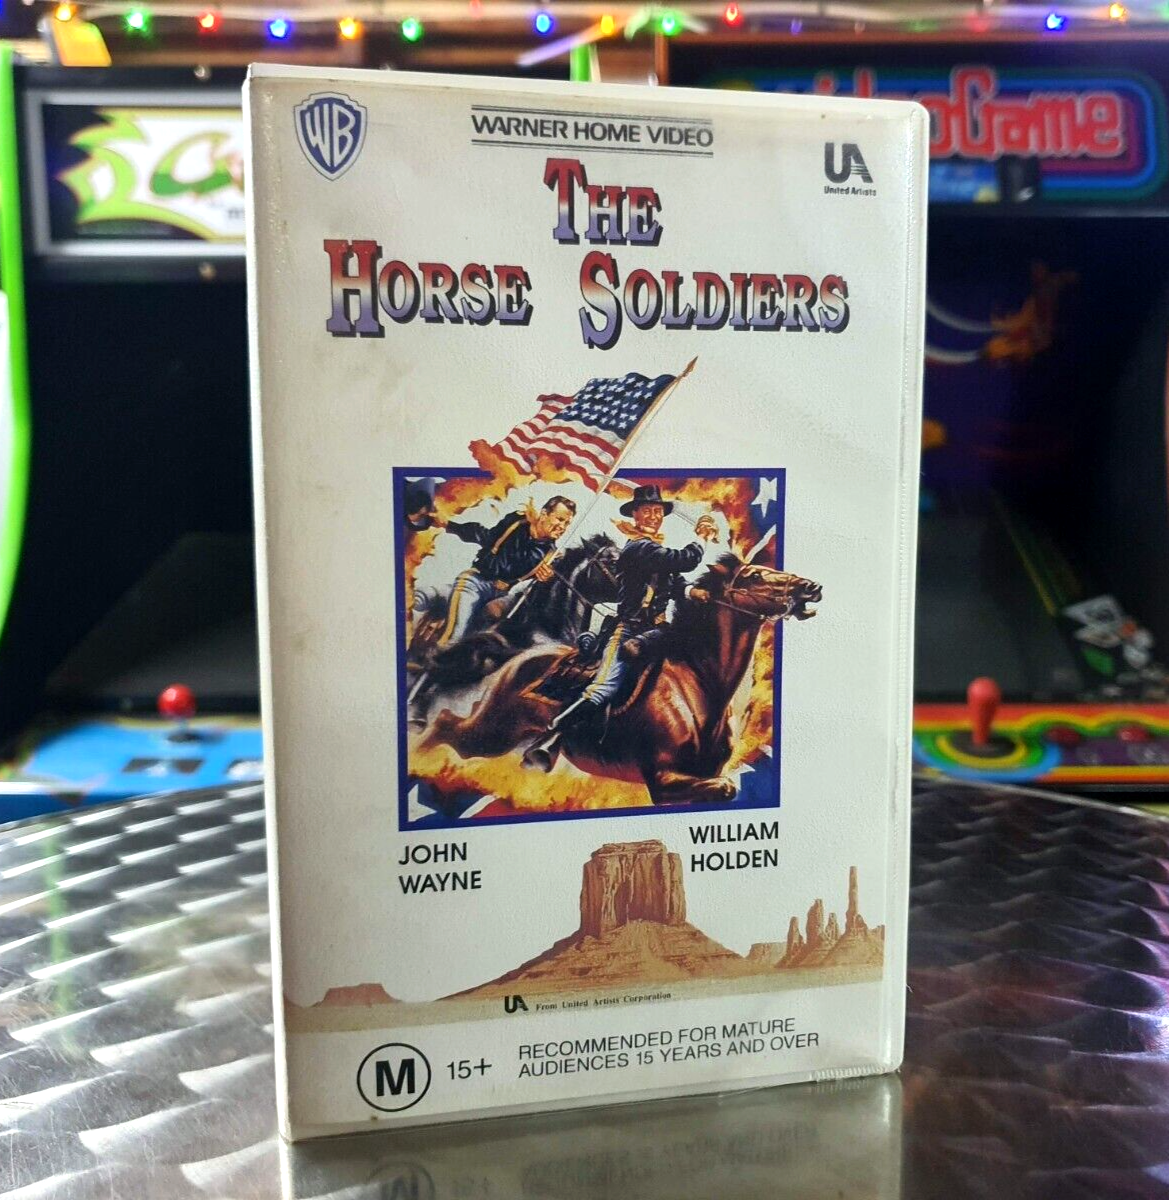 WB
WARNER HOME VIDEO
UA
United Artists
THE
HORSE SOLDIERS
JOHN
WAYNE
WILLIAM
HOLDEN
UA From United Artists Corporation
M 15+
RECOMMENDED FOR MATURE
AUDIENCES 15 YEARS AND OVER